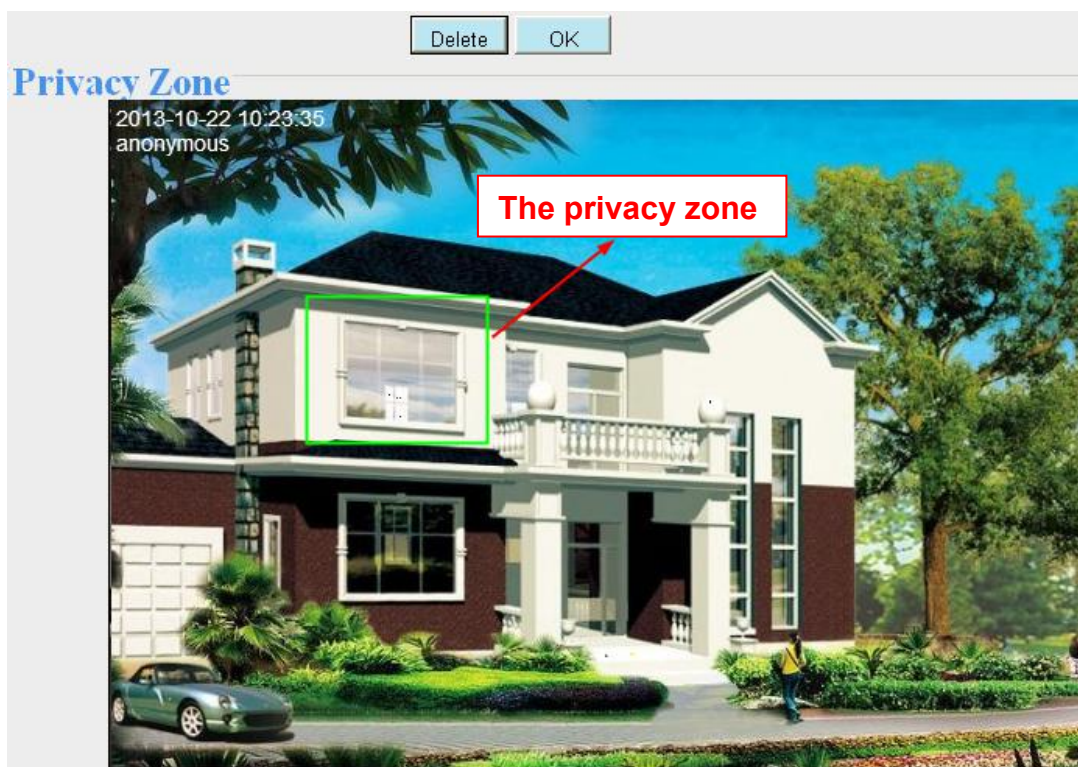 Delete OK
Privacy Zone
2013-10-22 10:23:35
anonymous
The privacy zone